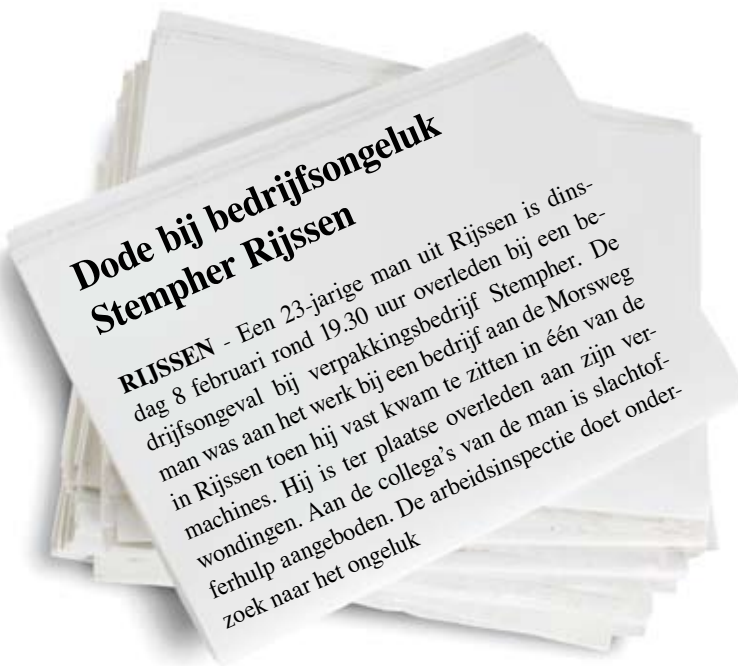 Dode bij bedrijfsongeluk
Stempher Rijssen
RIJSSEN - Een 23-jarige man uit Rijssen is dins-
dag 8 februari rond 19.30 uur overleden bij een be-
drijfsongeval bij verpakkingsbedrijf Stempher. De
man was aan het werk bij een bedrijf aan de Morsweg
in Rijssen toen hij vast kwam te zitten in één van de
machines. Hij is ter plaatse overleden aan zijn ver-
wondingen. Aan de collega's van de man is slachtof-
ferhulp aangeboden. De arbeidsinspectie doet onder-
zoek naar het ongeluk